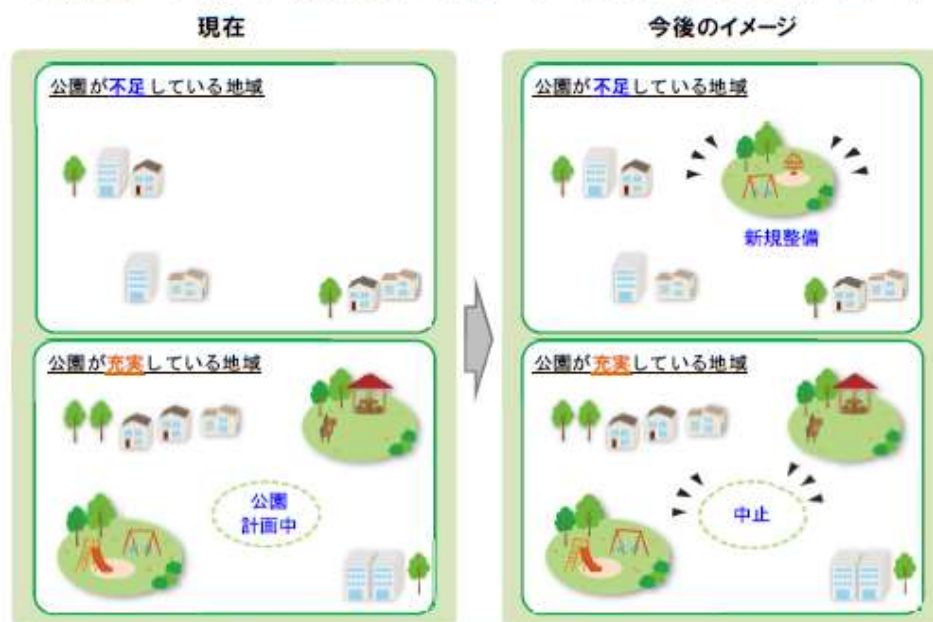 現在
公園が不足している地域
公園が充実している地域
公園
計画中
今後のイメージ
公園が不足している地域
新規整備
公園が充実している地域
中止